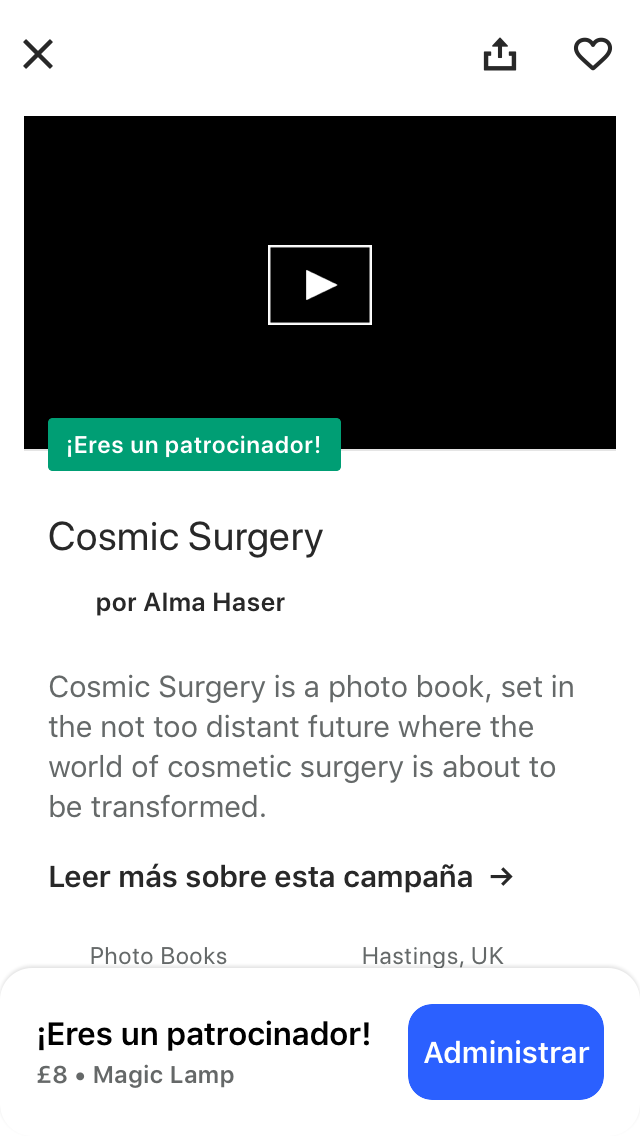 ¡Eres un patrocinador!
Cosmic Surgery
por Alma Haser
Cosmic Surgery is a photo book, set in
the not too distant future where the
world of cosmetic surgery is about to
be transformed.
Leer más sobre esta campaña →
Photo Books
Hastings, UK
¡Eres un patrocinador!
£8 • Magic Lamp
Administrar